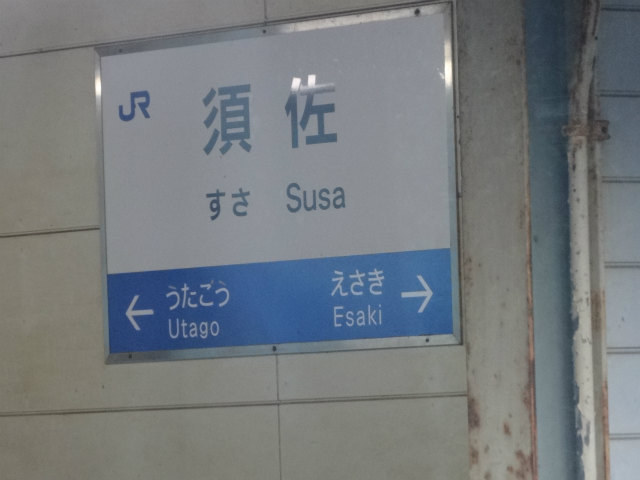 JR
須佐
すさ Susa
← うたごう えさき →
Utago Esaki